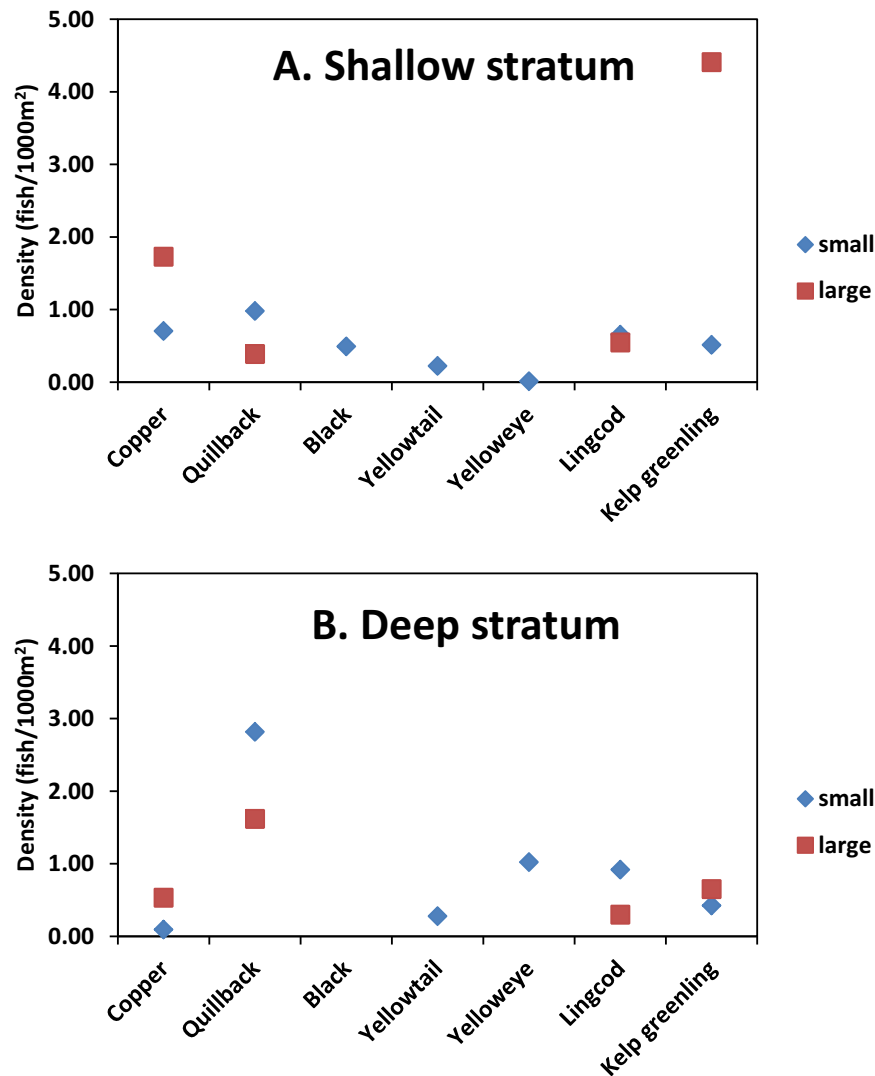 A. Shallow stratum
Density (fish/1000m²)
5.00
4.00
3.00
2.00
1.00
0.00
Copper
Quillback
Black
Yellowtail
Yelloweye
Lingcod
Kelp greenling
small
large
B. Deep stratum
Density (fish/1000m²)
5.00
4.00
3.00
2.00
1.00
0.00
Copper
Quillback
Black
Yellowtail
Yelloweye
Lingcod
Kelp greenling
small
large